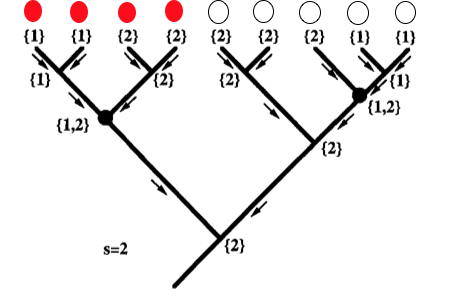 {1} {1} {2} {2} {2} {2} {2} {1} {1}
{1} {2} {2} {1}
{1,2} {1,2}
{2}
s=2 {2}